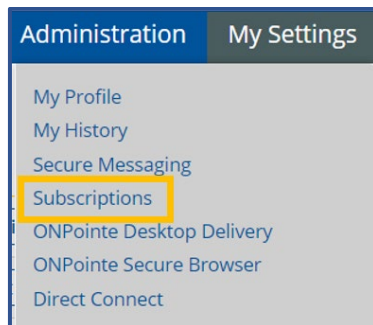 Administration My Settings
My Profile
My History
Secure Messaging
Subscriptions
ONPointe Desktop Delivery
ONPointe Secure Browser
Direct Connect